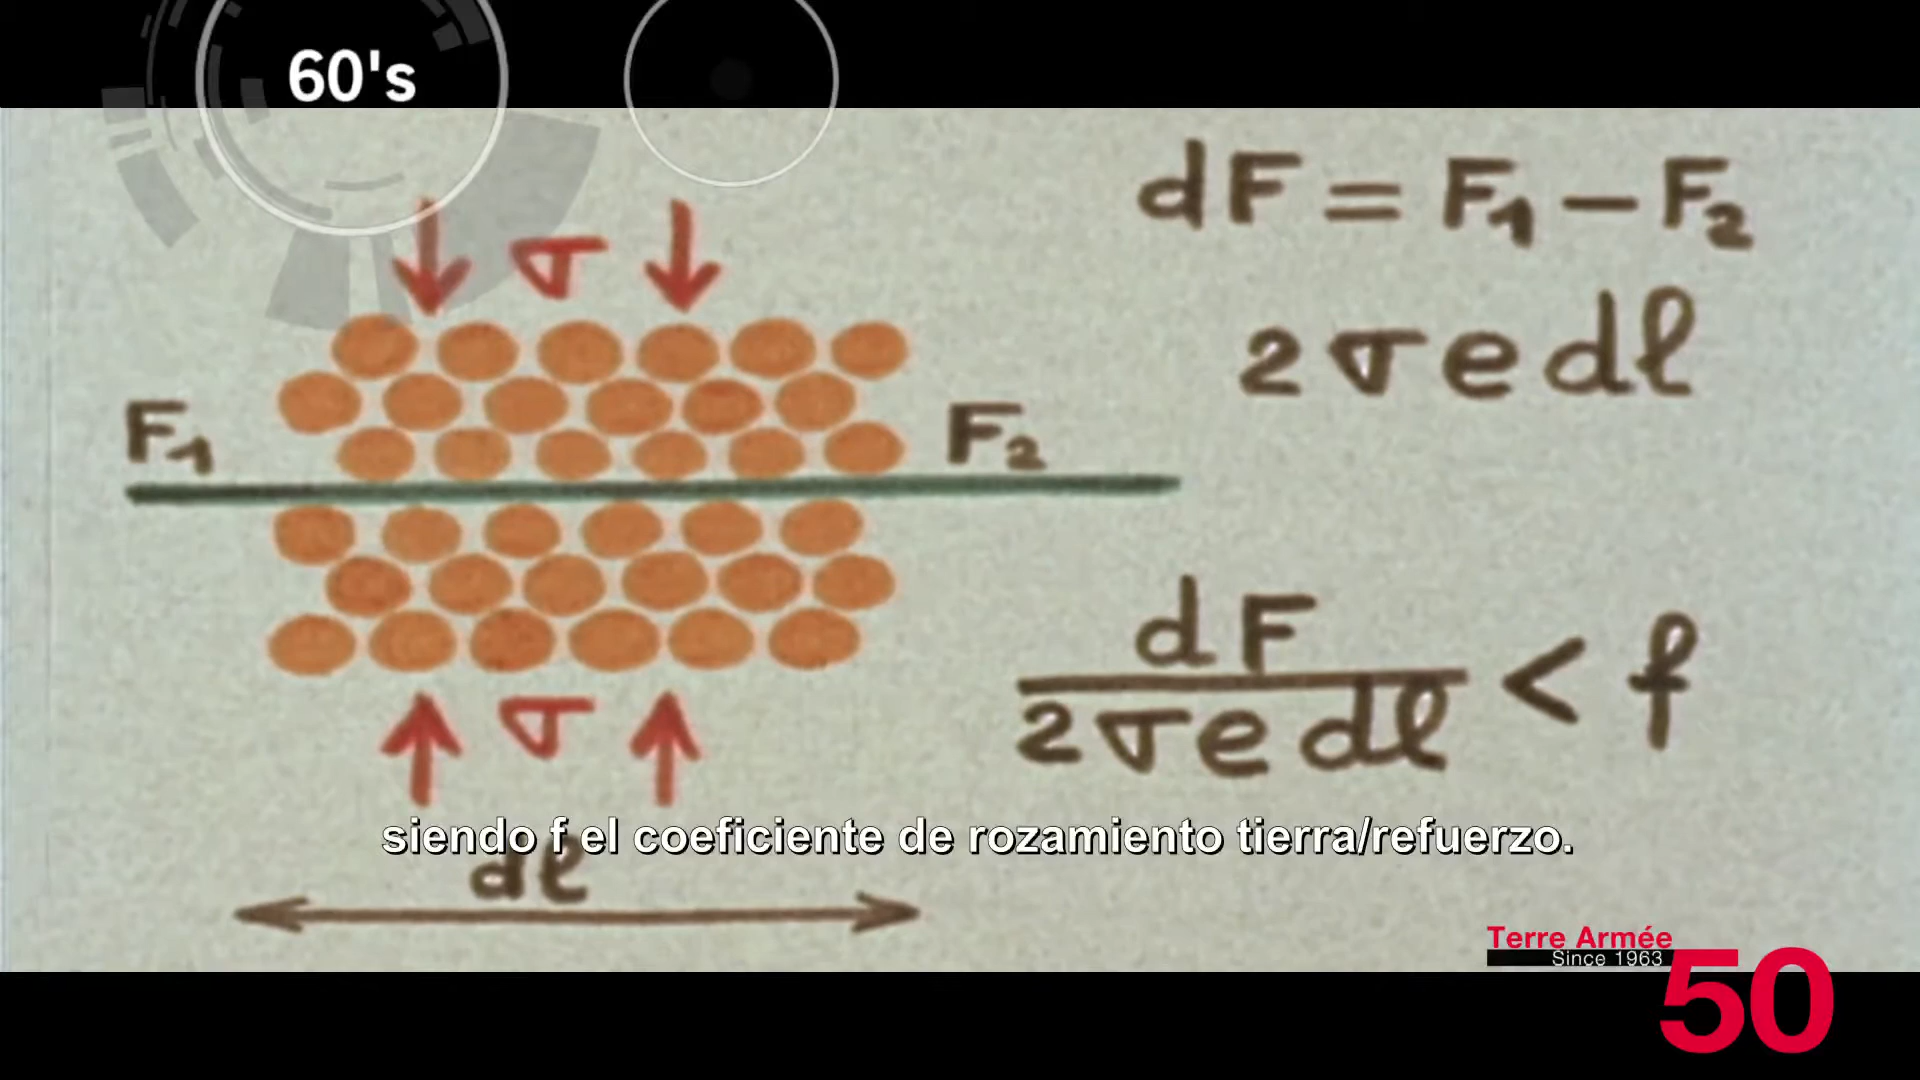 60's
dF = F₁ − F₂
σ
2σedl
F₁
F₂
dF
2σedl
< f
σ
siendo f el coeficiente de rozamiento tierra/refuerzo.
dl
Terre Armée
Since 1963
50